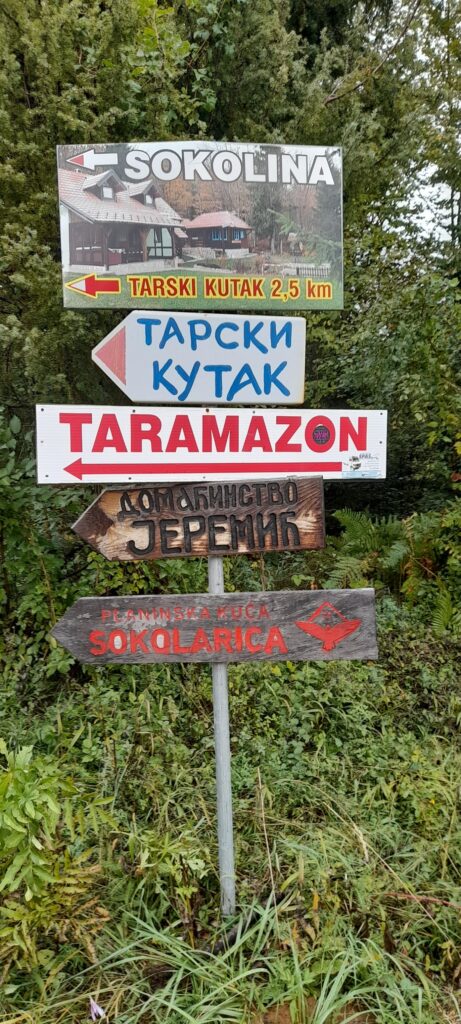 SOKOLINA
TARSKI KUTAK 2,5 km
ТАРСКИ
КУТАК
TARAMAZON
ДОМАЋИНСТВО
ЈЕРЕМИЋ
PLANINSKA KUĆA
SOKOLARICA